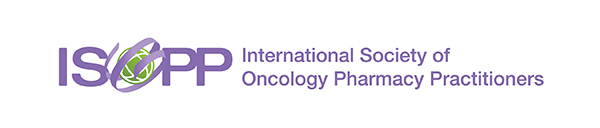 ISOPP International Society of
Oncology Pharmacy Practitioners